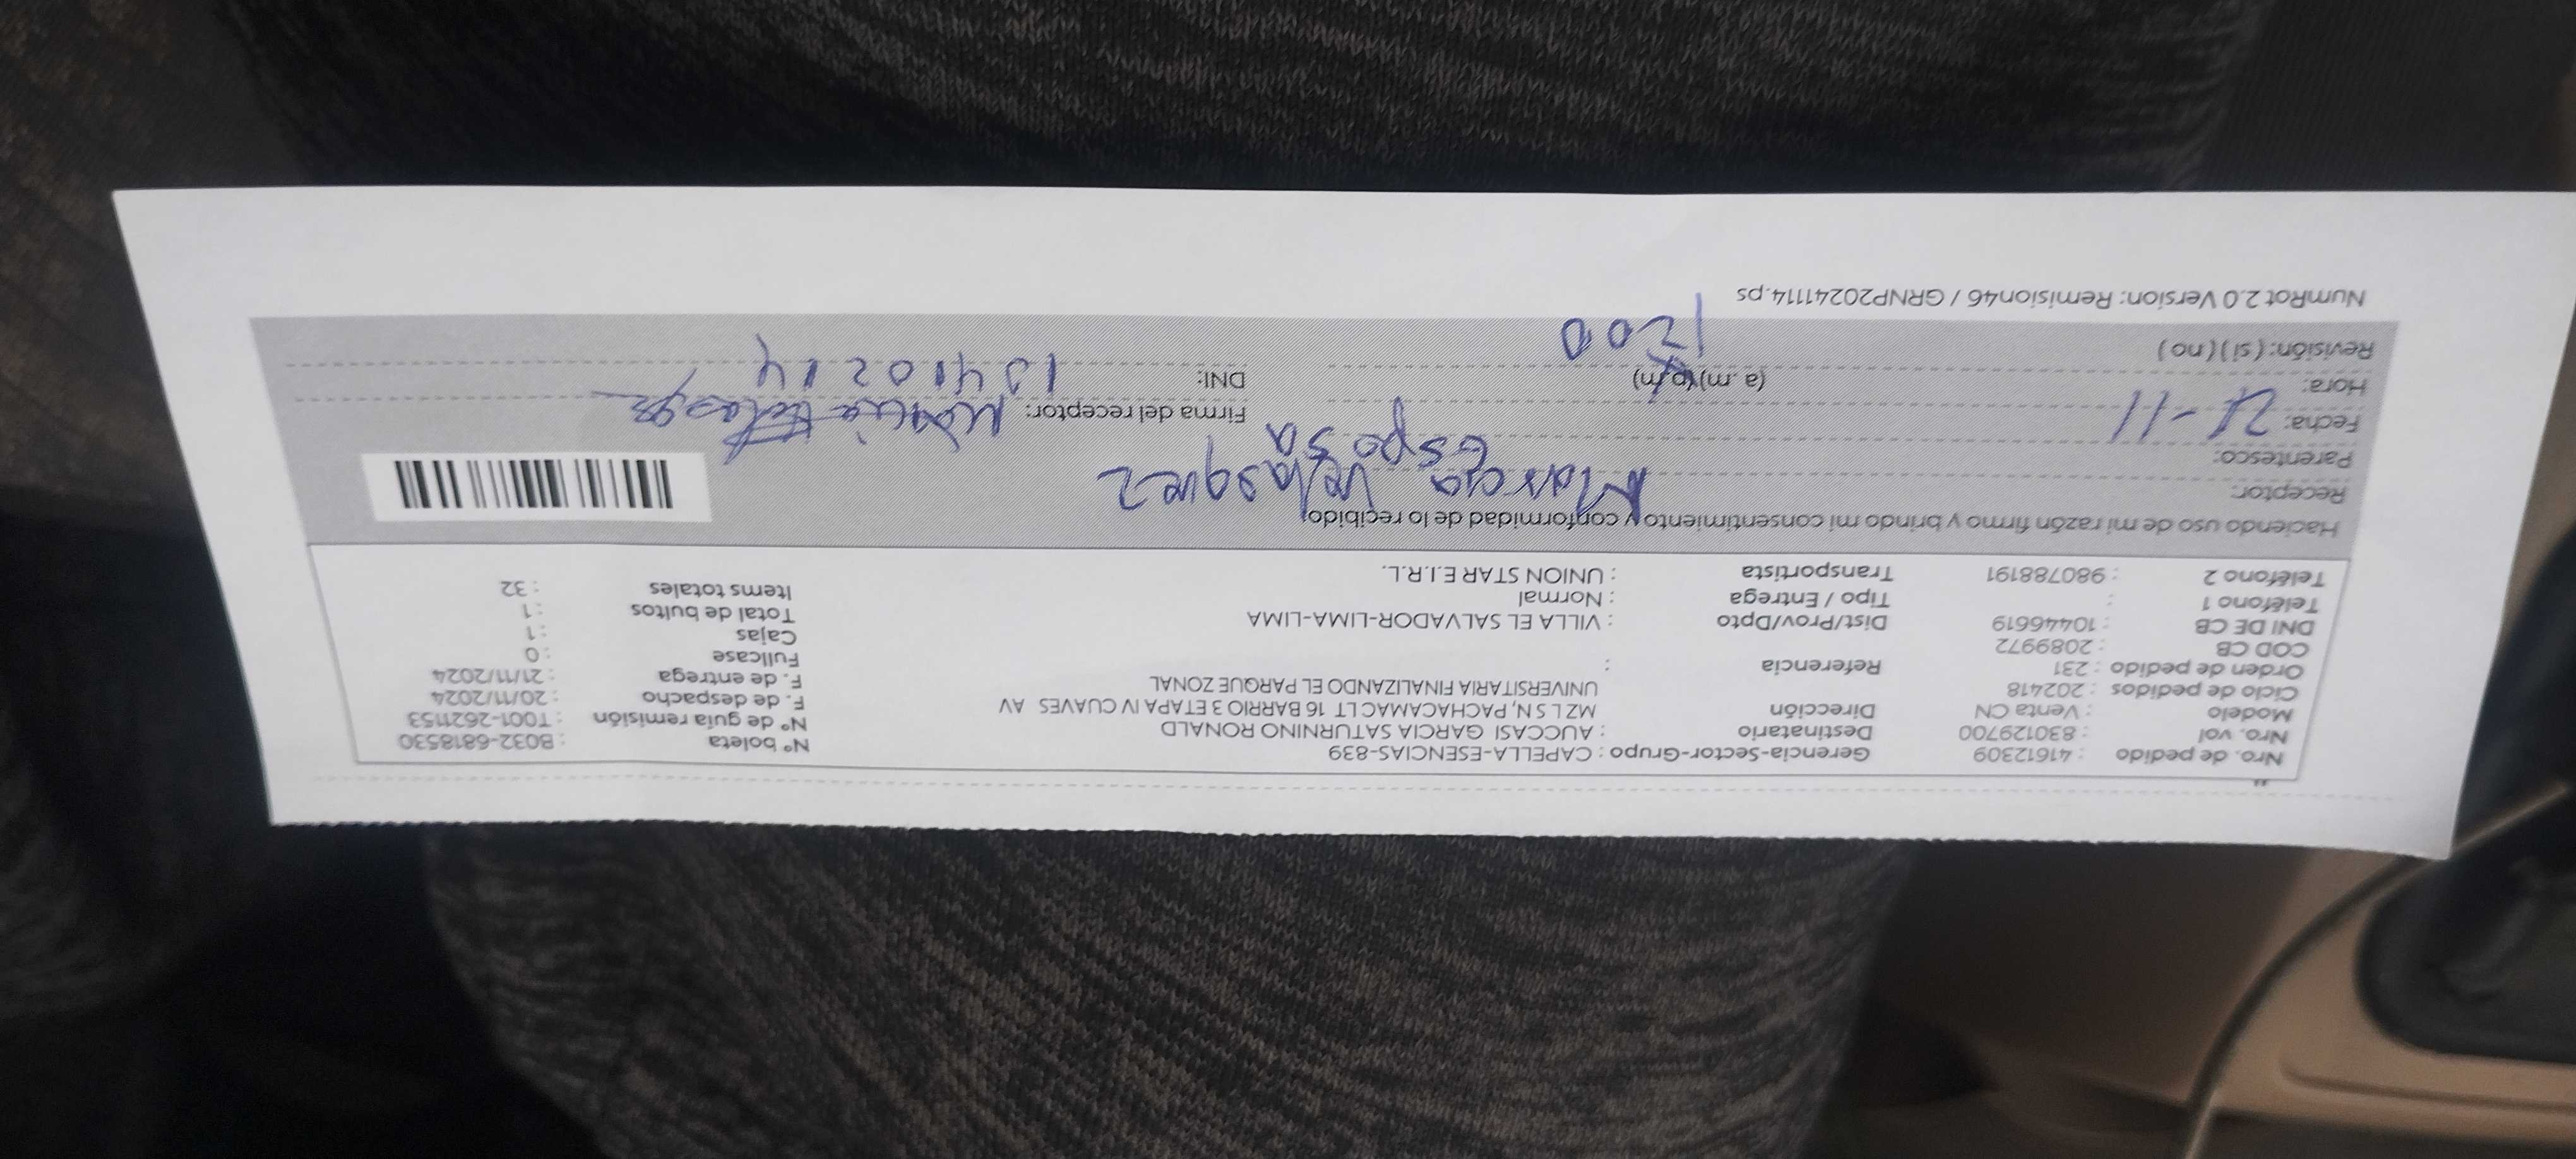 Nro. de pedido : 41612309 Gerencia-Sector-Grupo : CAPELLA-ESENCIAS-839 N° boleta : B032-6818530
Nro. vol : 830129700 Destinatario : AUCCASI GARCIA SATURNINO RONALD N° de guía remisión : T001-2621153
Modelo : Venta CN Dirección MZ L S N, PACHACAMAC LT 16 BARRIO 3 ETAPA IV CUAVES AV F. de despacho : 20/11/2024
Ciclo de pedidos : 202418 UNIVERSITARIA FINALIZANDO EL PARQUE ZONAL F. de entrega : 21/11/2024
Orden de pedido : 231 Referencia : Fullcase : 0
COD CB : 2089972 Cajas : 1
DNI DE CB : 10446619 Dist/Prov/Dpto : VILLA EL SALVADOR-LIMA-LIMA Total de bultos : 1
Teléfono 1 : Tipo / Entrega : Normal Items totales : 32
Teléfono 2 : 980788191 Transportista : UNION STAR E.I.R.L.
Haciendo uso de mi razón firmo y brindo mi consentimiento y conformidad de lo recibido.
Receptor: Marcia Velasquez
Parentesco: Esposa
Fecha: 21-11 Firma del receptor:
Hora: (a. m) (p. m) DNI:
Revisión: (si) (no) 1200
NumRot 2.0 Version: Remision46 / GRNP20241114.ps